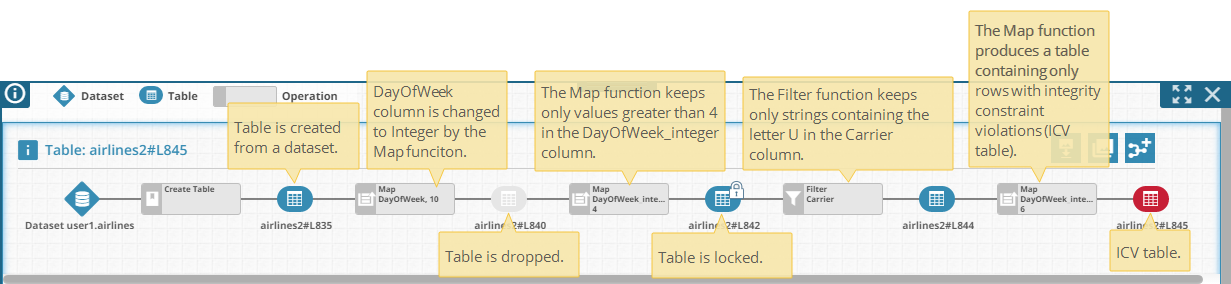 The Map function
produces a table
containing only
rows with integrity
constraint
violations (ICV
table).
DayOfWeek
column is changed
to Integer by the
Map funciton.
The Map function keeps
only values greater than 4
in the DayOfWeek_integer
column.
The Filter function keeps
only strings containing the
letter U in the Carrier
column.
Dataset
Table
Operation
Table is created
from a dataset.
Table: airlines2#L845
Create Table
Map
DayOfWeek, 10
Map
DayOfWeek_inte...
4
Filter
Carrier
Map
DayOfWeek_inte...
6
Dataset user1.airlines
airlines2#L835
airlines2#L840
airlines2#L842
airlines2#L844
airlines2#L845
Table is dropped.
Table is locked.
ICV table.